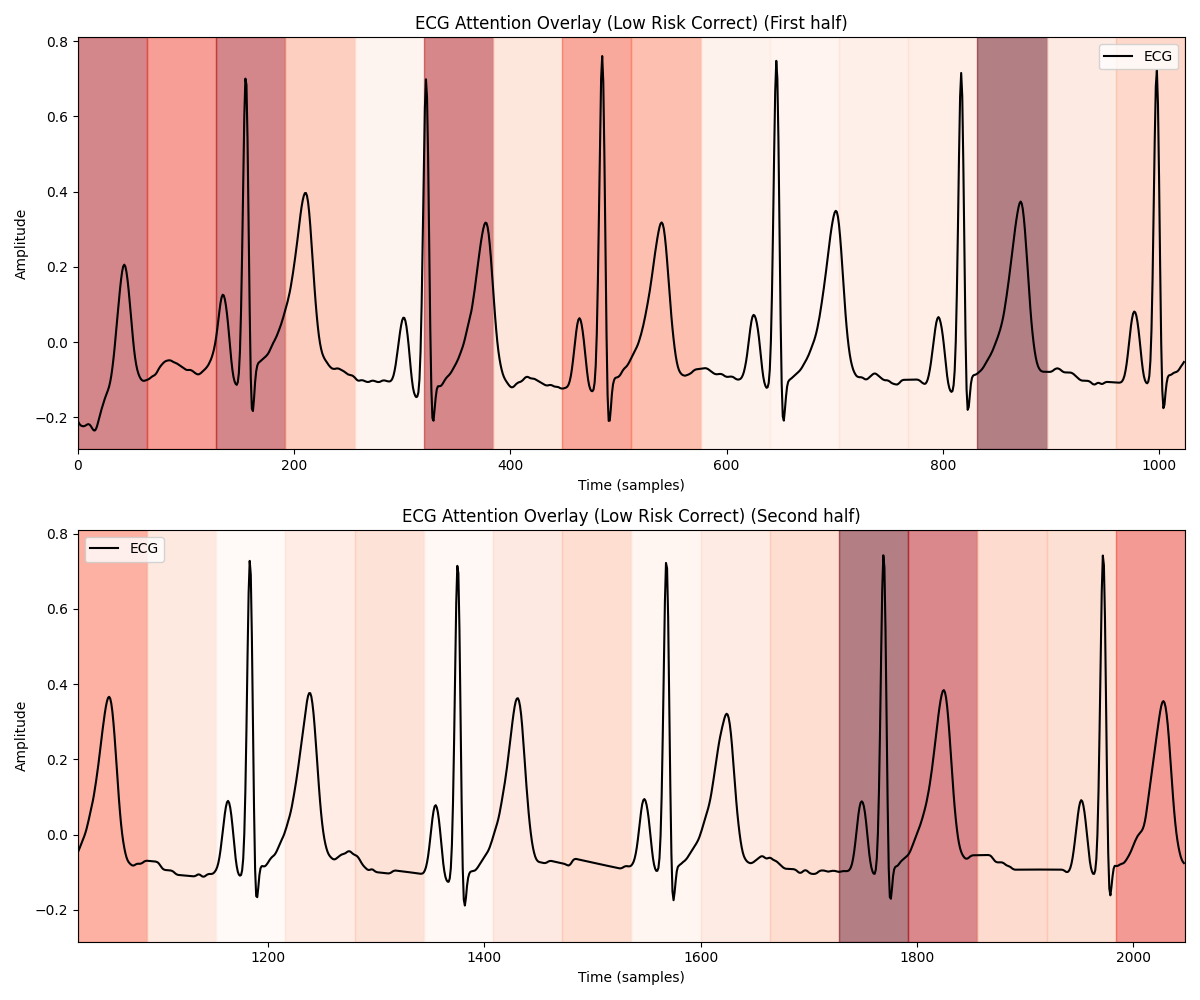 ECG Attention Overlay (Low Risk Correct) (First half)
0.8
0.6
0.4
0.2
0.0
−0.2
Amplitude
ECG
0
200
400
600
800
1000
Time (samples)
ECG Attention Overlay (Low Risk Correct) (Second half)
0.8
0.6
0.4
0.2
0.0
−0.2
Amplitude
ECG
1200
1400
1600
1800
2000
Time (samples)